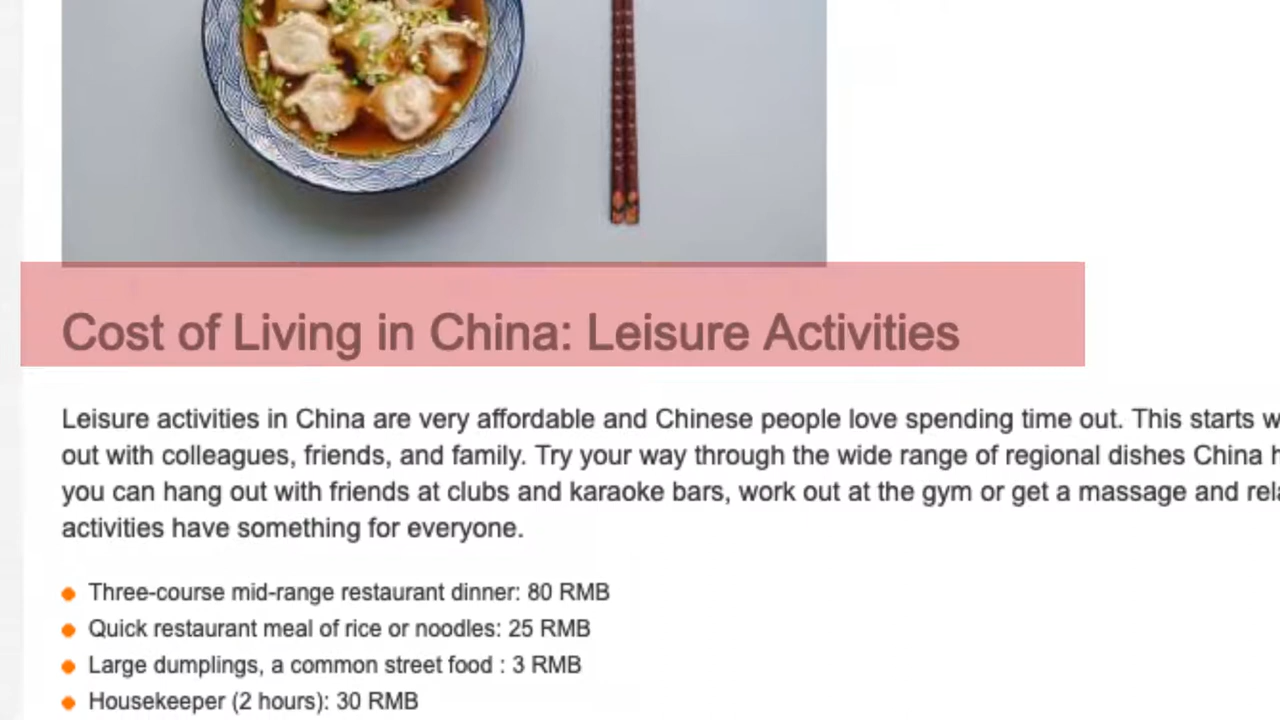 Cost of Living in China: Leisure Activities
Leisure activities in China are very affordable and Chinese people love spending time out. This starts
out with colleagues, friends, and family. Try your way through the wide range of regional dishes China
you can hang out with friends at clubs and karaoke bars, work out at the gym or get a massage and
activities have something for everyone.
Three-course mid-range restaurant dinner: 80 RMB
Quick restaurant meal of rice or noodles: 25 RMB
Large dumplings, a common street food : 3 RMB
Housekeeper (2 hours): 30 RMB